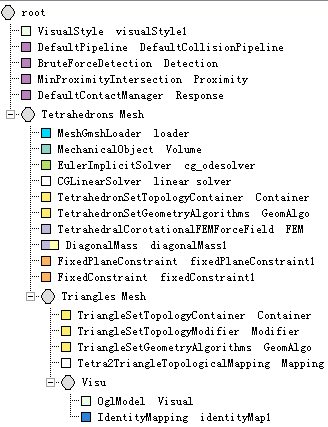 root
VisualStyle visualStyle1
DefaultPipeline DefaultCollisionPipeline
BruteForceDetection Detection
MinProximityIntersection Proximity
DefaultContactManager Response
Tetrahedrons Mesh
MeshGmshLoader loader
MechanicalObject Volume
EulerImplicitSolver cg_odesolver
CGLinearSolver linear solver
TetrahedronSetTopologyContainer Container
TetrahedronSetGeometryAlgorithms GeomAlgo
TetrahedralCorotationalFEMForceField FEM
DiagonalMass diagonalMass1
FixedPlaneConstraint fixedPlaneConstraint1
FixedConstraint fixedConstraint1
Triangles Mesh
TriangleSetTopologyContainer Container
TriangleSetTopologyModifier Modifier
TriangleSetGeometryAlgorithms GeomAlgo
Tetra2TriangleTopologicalMapping Mapping
Visu
OglModel Visual
IdentityMapping identityMap1